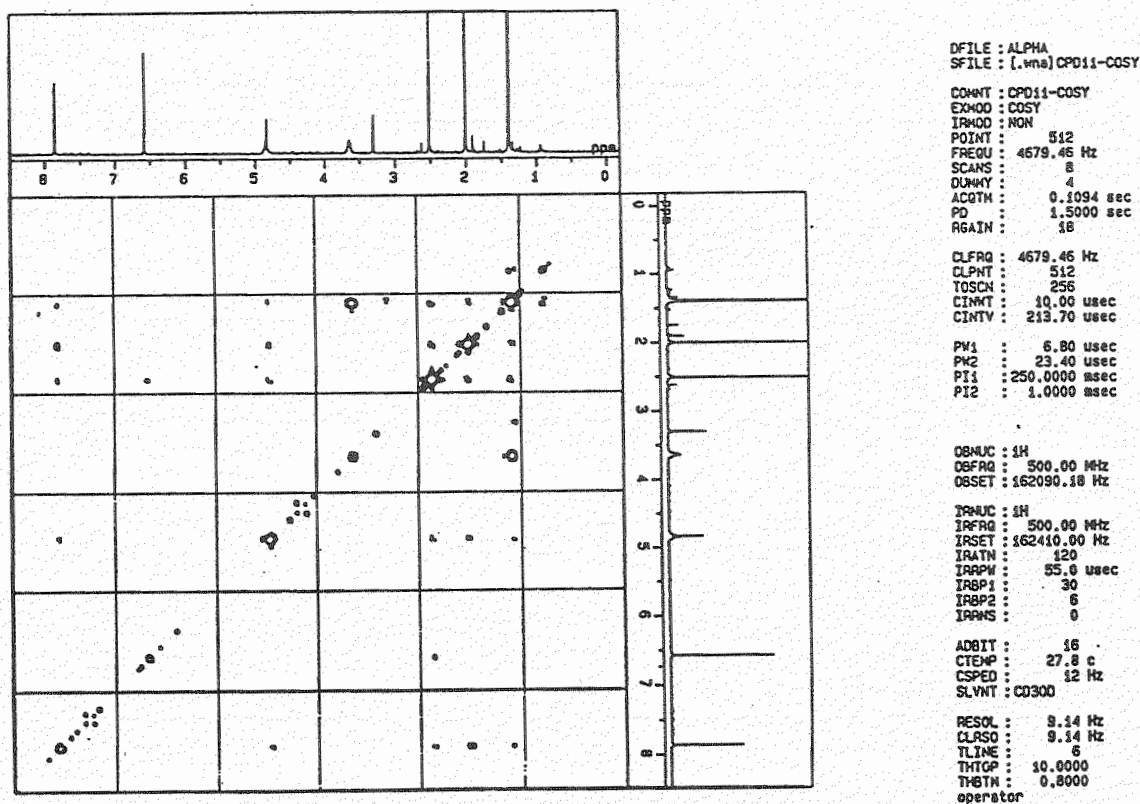 ppm
8 7 6 5 4 3 2 1 0
0
1
2
3
4
5
6
7
8
DFILE : ALPHA
SFILE : [.wna] CPD11-COSY
COMNT : CPD11-COSY
EXMOD : COSY
IRMOD : NON
POINT : 512
FREQU : 4679.46 Hz
SCANS : 8
DUMMY : 4
ACQTM : 0.1094 sec
PD : 1.5000 sec
RGAIN : 18
CLFRQ : 4679.46 Hz
CLPNT : 512
TOSCN : 256
CINWT : 10.00 usec
CINTV : 213.70 usec
PW1 : 6.80 usec
PW2 : 23.40 usec
PI1 : 250.0000 msec
PI2 : 1.0000 msec
OBNUC : 1H
OBFRQ : 500.00 MHz
OBSET : 162090.18 Hz
IRNUC : 1H
IRFRQ : 500.00 MHz
IRSET : 162410.00 Hz
IRATN : 120
IRRPW : 55.0 usec
IRBP1 : 30
IRBP2 : 6
IRRNS : 0
ADBIT : 16
CTEMP : 27.8 c
CSPED : 12 Hz
SLVNT : CD3OD
RESOL : 9.14 Hz
CLRSO : 9.14 Hz
TLINE : 6
THTGP : 10.0000
THBTM : 0.8000
operator